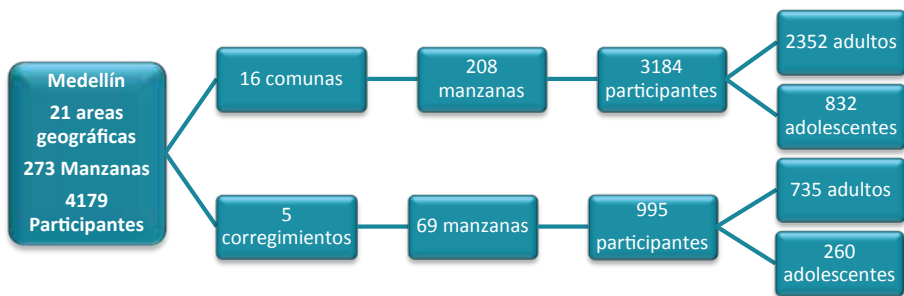 Medellín
21 areas
geográficas
273 Manzanas
4179
Participantes
16 comunas
208
manzanas
3184
participantes
2352 adultos
832
adolescentes
5
corregimientos
69 manzanas
995
participantes
735 adultos
260
adolescentes